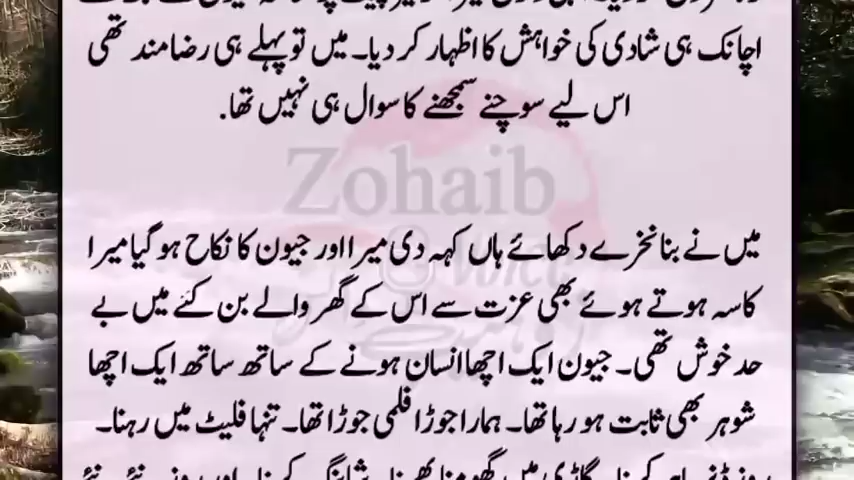 اچانک ہی شادی کی خواہش کا اظہار کر دیا۔ میں تو پہلے ہی رضامند تھی
اس لیے سوچنے سمجھنے کا سوال ہی نہیں تھا۔
Zohaib
Voice
میں نے بنا نخرے دکھائے ہاں کہہ دی میرا اور جیون کا نکاح ہو گیا میرا
کاسہ ہوتے ہوئے بھی عزت سے اس کے گھر والے بن گئے میں بے
حد خوش تھی۔ جیون ایک اچھا انسان ہونے کے ساتھ ساتھ ایک اچھا
شوہر بھی ثابت ہو رہا تھا۔ ہمارا جوڑا فلمی جوڑا تھا۔ تنہا فلیٹ میں رہنا۔